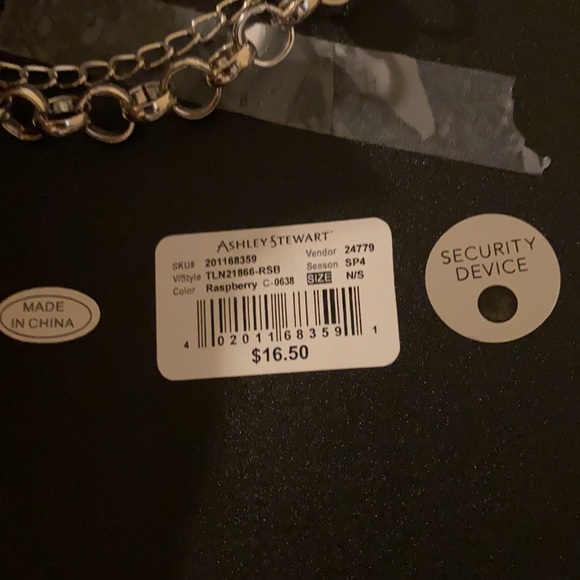 ASHLEY STEWART
SKU# 201168359 Vendor 24779
V/Style TLN21866-RSB Season SP4
Color Raspberry C-0638 SIZE N/S
4 02011 68359 1
$16.50
MADE
IN CHINA
SECURITY
DEVICE